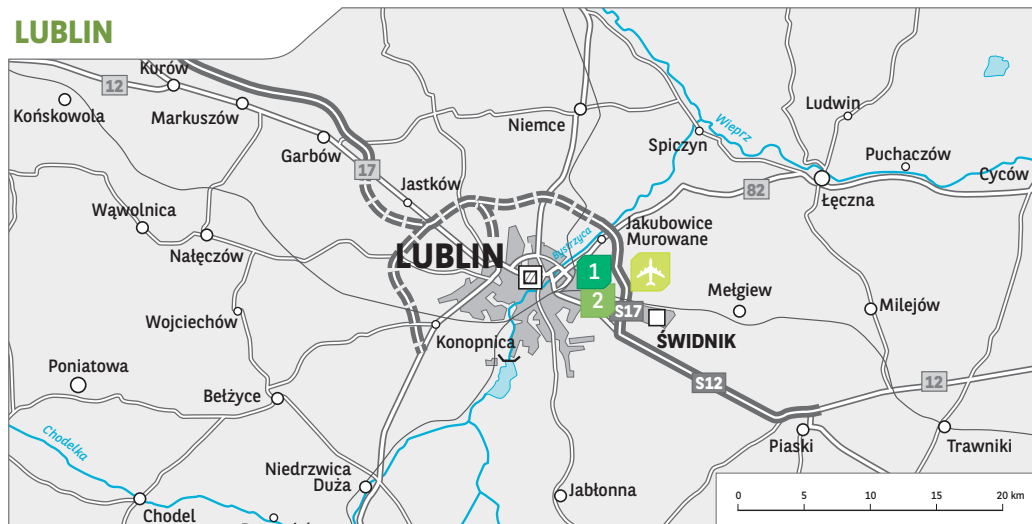 LUBLIN
Kurów
12
Końskowola
Markuszów
Ludwin
Niemce
Wieprz
Garbów
Spiczyn
Puchaczów
17
Cyców
Jastków
82
Łęczna
Wąwolnica
Jakubowice
Murowane
Bystrzyca
LUBLIN
Nałęczów
1
2
Mełgiew
Milejów
S17
Wojciechów
Konopnica
ŚWIDNIK
Poniatowa
S12
12
Bełżyce
Chodelka
Piaski
Trawniki
Niedrzwica
Duża
Jabłonna
0 5 10 15 20 km
Chodel